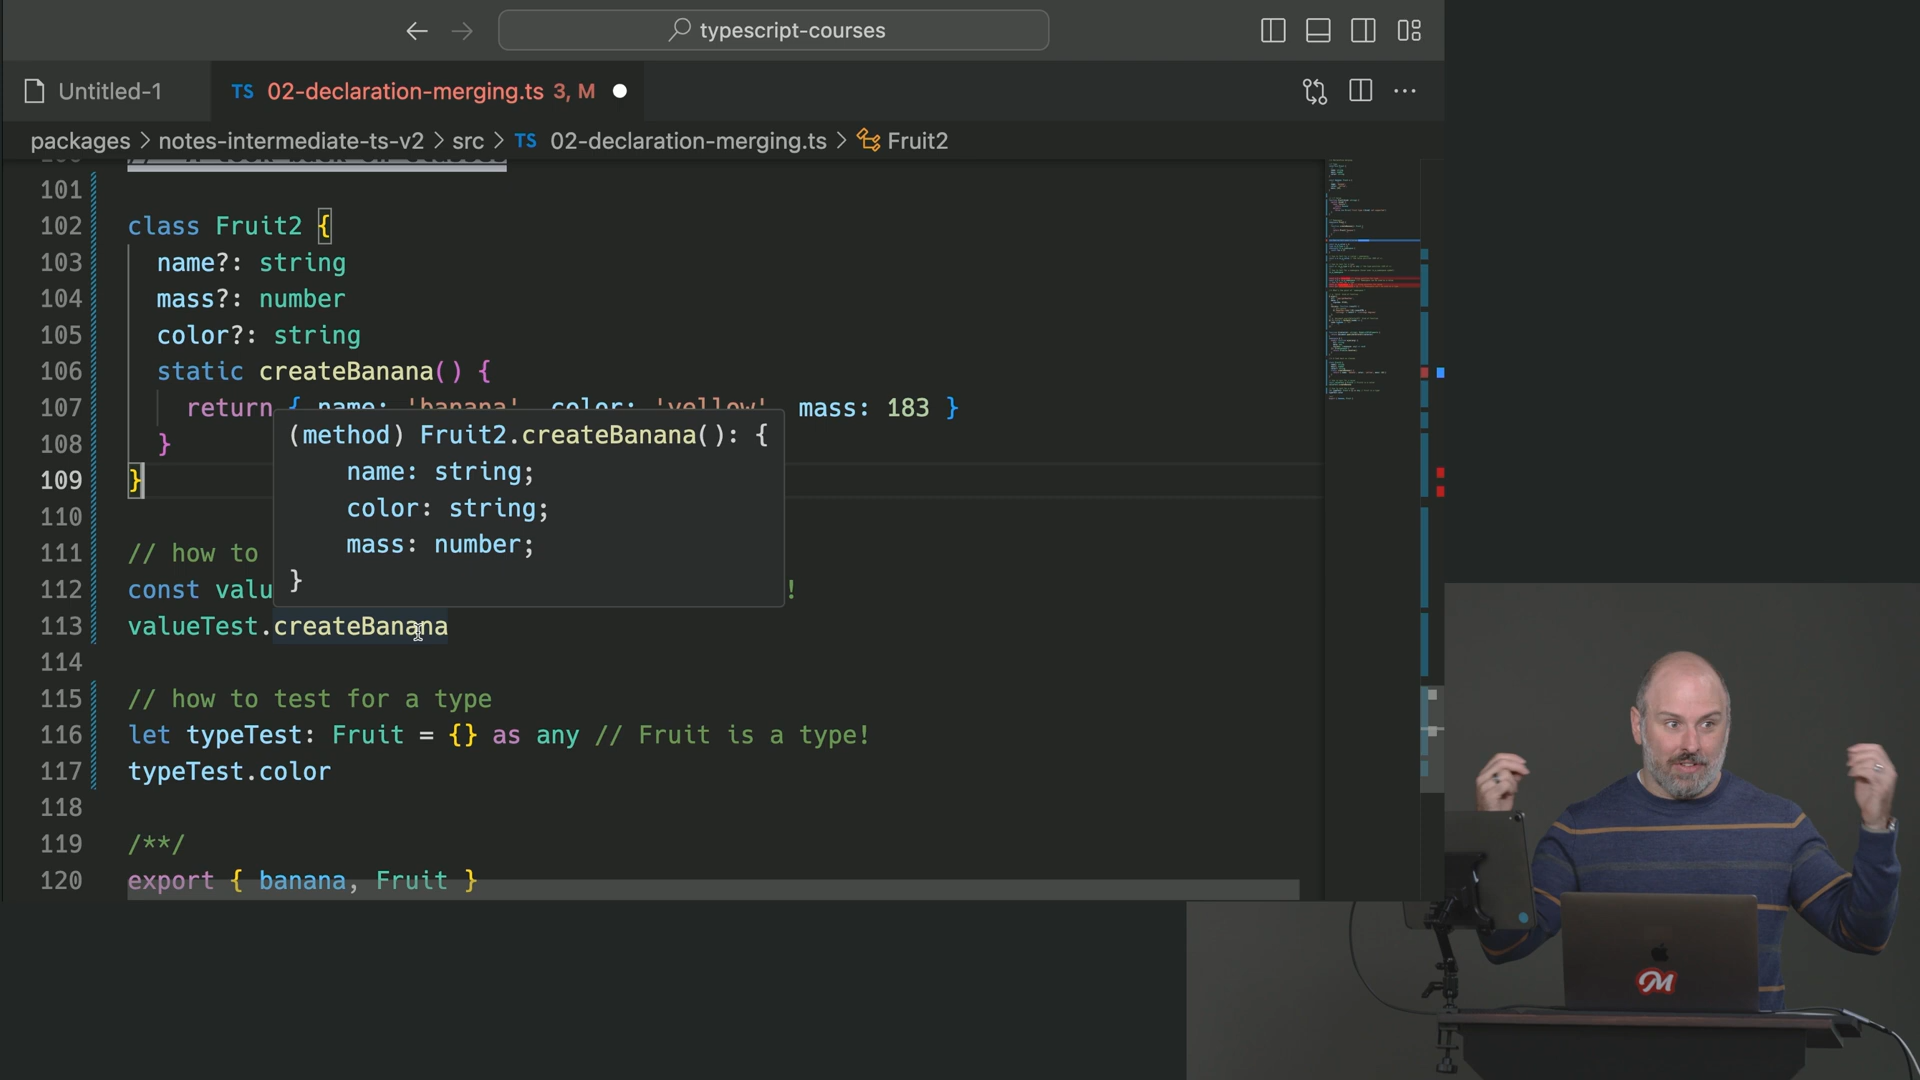 typescript-courses
Untitled-1
TS 02-declaration-merging.ts 3, M
packages > notes-intermediate-ts-v2 > src > TS 02-declaration-merging.ts > Fruit2
101
102 class Fruit2 {
103 name?: string
104 mass?: number
105 color?: string
106 static createBanana() {
107 return { name: 'banana', color: 'yellow', mass: 183 }
108 }
109 }
110
111 // how to
112 const valu !
113 valueTest.createBanana
114
115 // how to test for a type
116 let typeTest: Fruit = {} as any // Fruit is a type!
117 typeTest.color
118
119 /**/
120 export { banana, Fruit }
(method) Fruit2.createBanana(): {
name: string;
color: string;
mass: number;
}
M